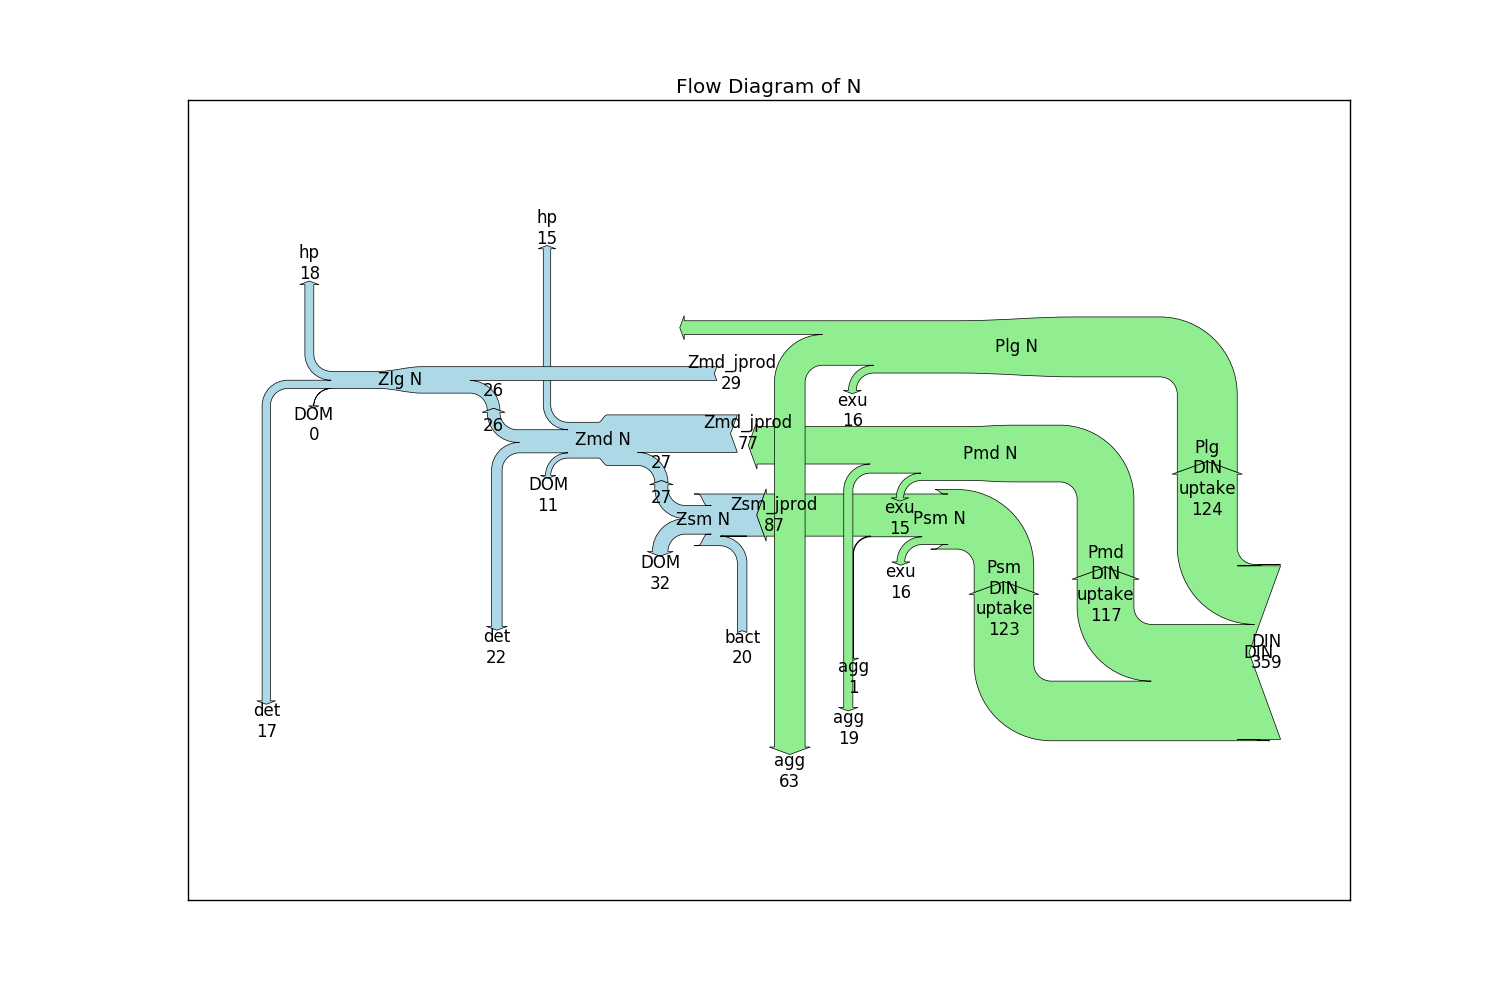 Flow Diagram of N
hp
15
hp
18
Plg N
Zmd_jprod
29
Zlg N
26
exu
16
DOM
0
26
Zmd_jprod
77
Zmd N
Pmd N
Plg
DIN
uptake
124
27
27
DOM
11
Zsm_jprod
87
Zsm N
exu
15
Psm N
DOM
32
exu
16
Psm
DIN
uptake
123
Pmd
DIN
uptake
117
det
22
bact
20
DIN
DIN
359
agg
1
det
17
agg
19
agg
63